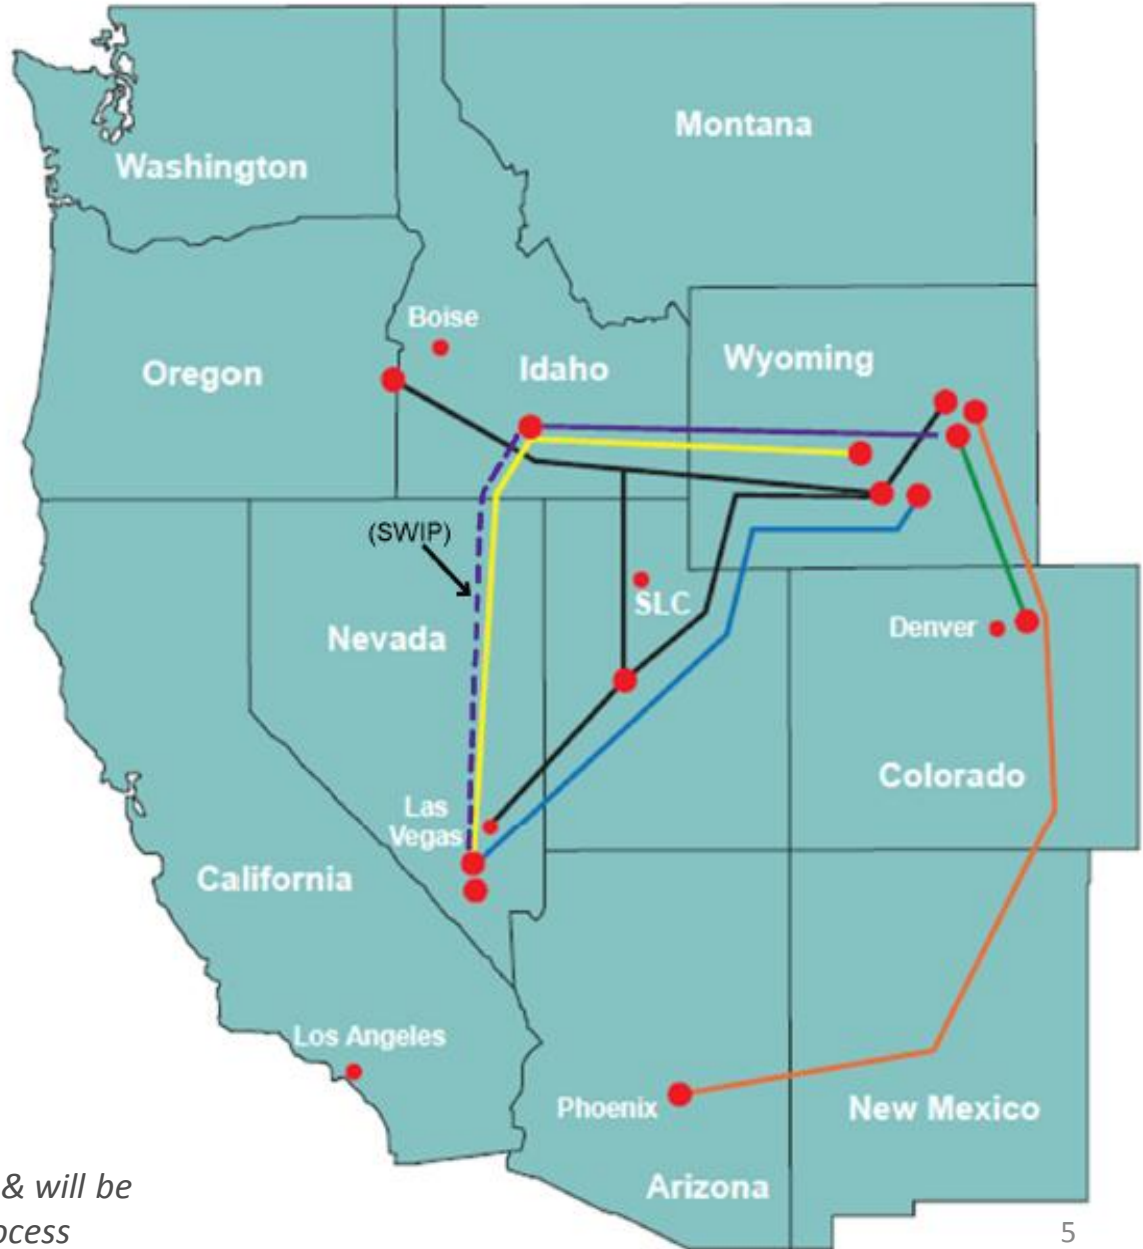 Montana
Washington
Boise
Wyoming
Oregon
Idaho
(SWIP)
SLC
Nevada
Denver
Colorado
Las
Vegas
California
Los Angeles
Phoenix
New Mexico
Arizona
& will be
5